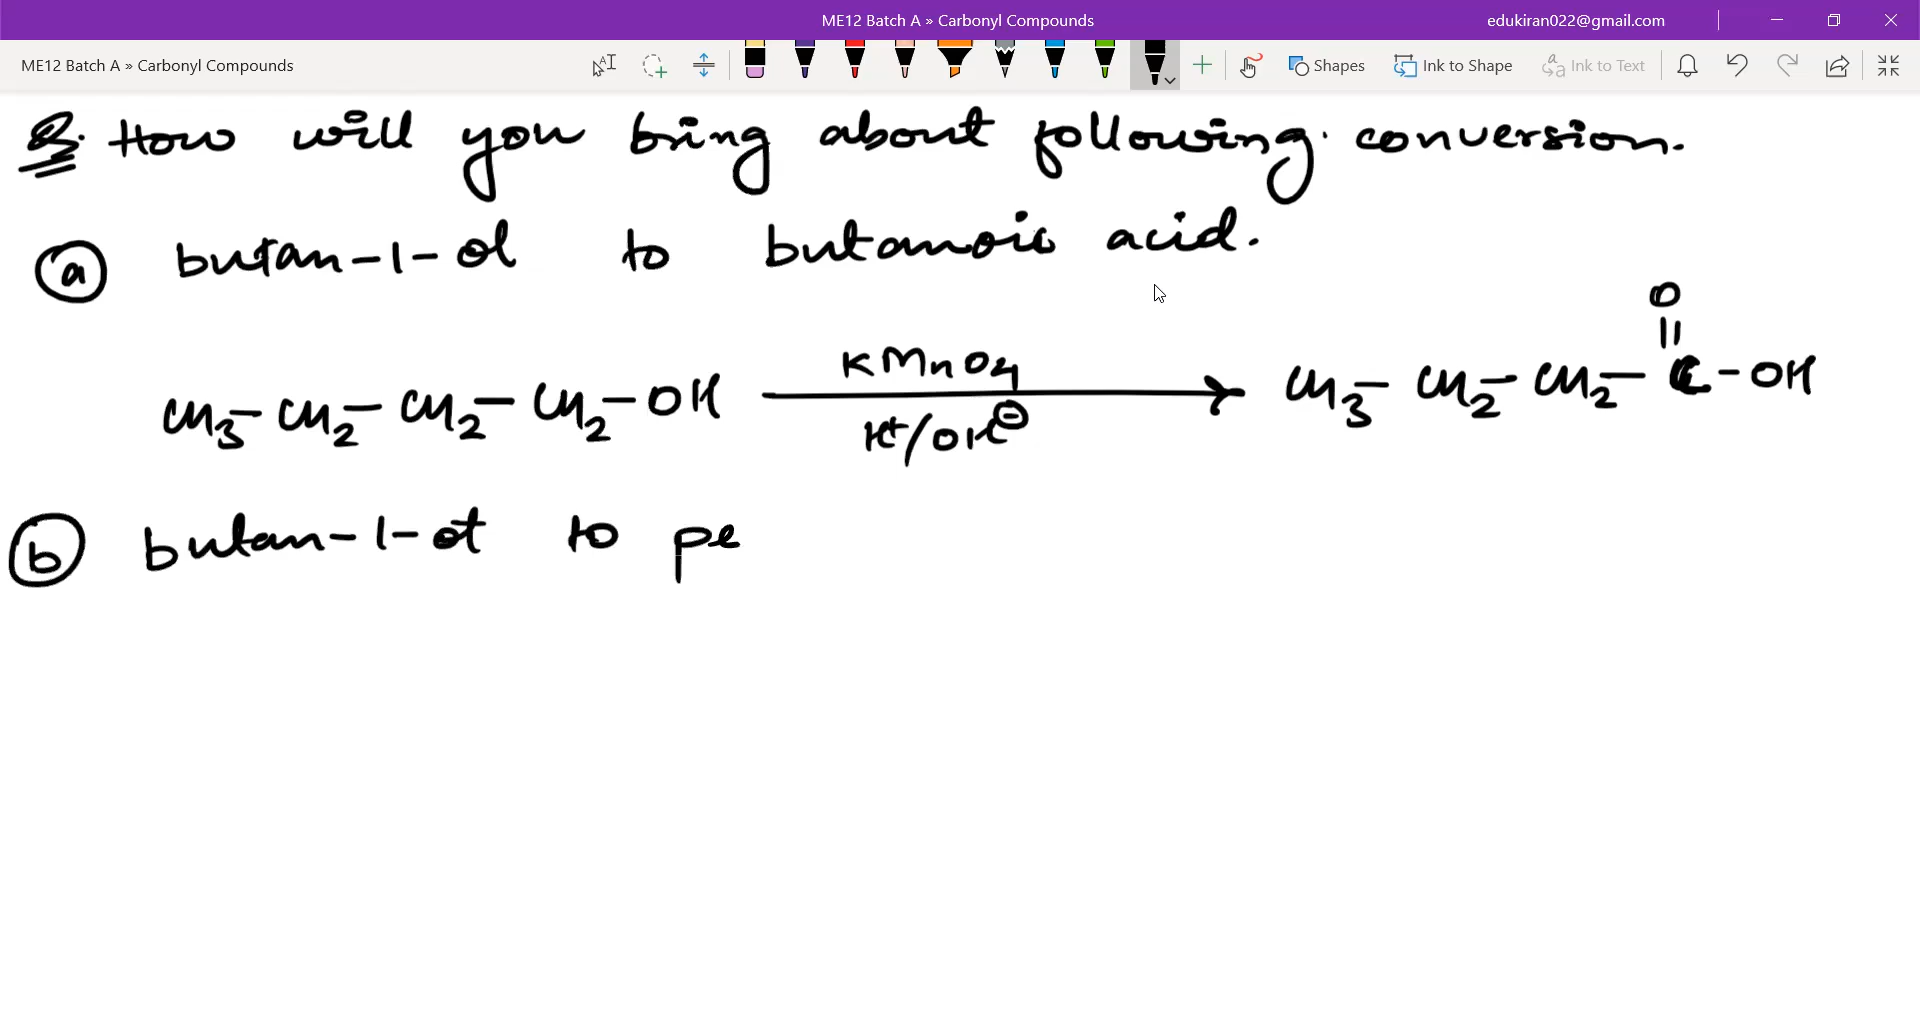 ME12 Batch A » Carbonyl Compounds
edukiran022@gmail.com
ME12 Batch A » Carbonyl Compounds
Shapes
Ink to Shape
Ink to Text
Q. How will you bring about following conversion.
(a) butan-1-ol to butanoic acid.
O
||
CH3-CH2-CH2-CH2-OH KMnO4 → CH3-CH2-CH2-C-OH
H+/OH⊖
(b) butan-1-ol to pe